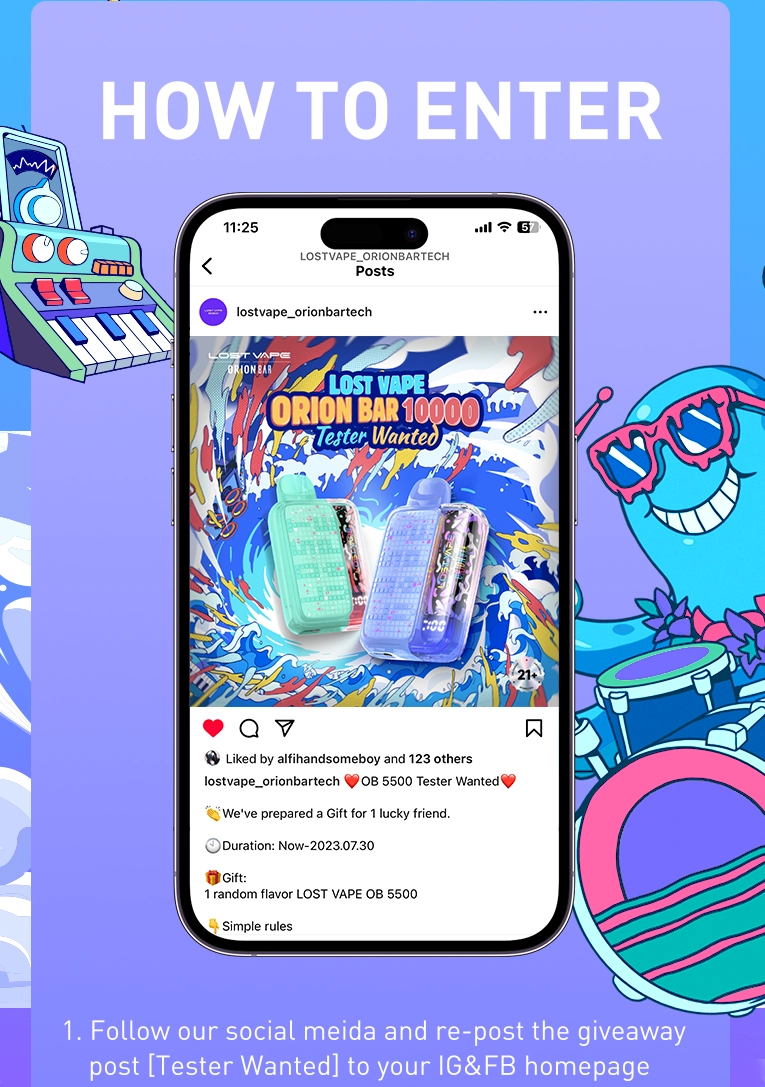 HOW TO ENTER
11:25
57
LOSTVAPE_ORIONBARTECH
Posts
lostvape_orionbartech
LOST VAPE
ORION BAR
LOST VAPE
ORION BAR 10000
Tester Wanted
21+
Liked by alfihandsomeboy and 123 others
lostvape_orionbartech ❤️OB 5500 Tester Wanted❤️
👏We've prepared a Gift for 1 lucky friend.
🕙Duration: Now-2023.07.30
🎁Gift:
1 random flavor LOST VAPE OB 5500
👇Simple rules
1. Follow our social meida and re-post the giveaway
post [Tester Wanted] to your IG&FB homepage